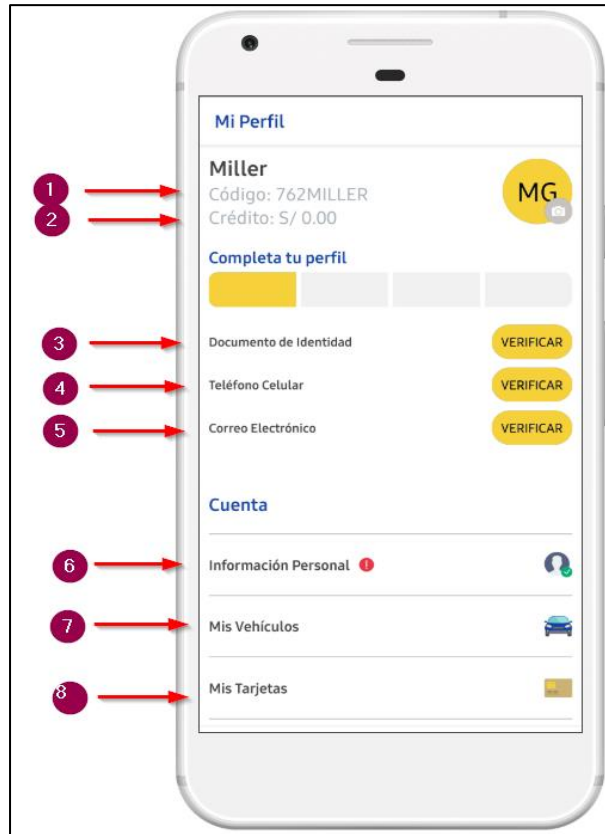 Mi Perfil
Miller
1 Código: 762MILLER
2 Crédito: S/ 0.00
MG
Completa tu perfil
3 Documento de Identidad VERIFICAR
4 Teléfono Celular VERIFICAR
5 Correo Electrónico VERIFICAR
Cuenta
6 Información Personal !
7 Mis Vehículos
8 Mis Tarjetas